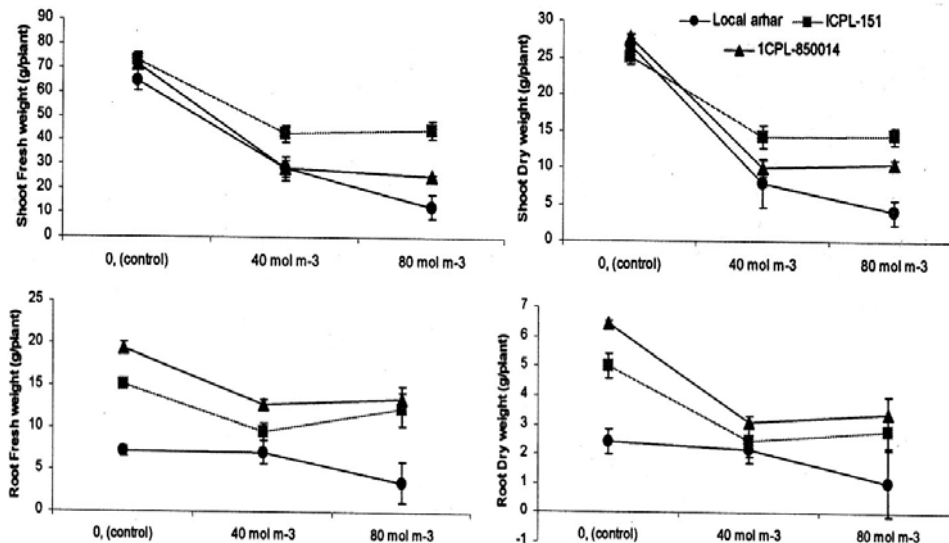 Shoot Fresh weight (g/plant)
90
80
70
60
50
40
30
20
10
0
0, (control)
40 mol m-3
80 mol m-3
Shoot Dry weight (g/plant)
30
25
20
15
10
5
0
Local arhar
ICPL-151
1CPL-850014
0, (control)
40 mol m-3
80 mol m-3
Root Fresh weight (g/plant)
25
20
15
10
5
0
0, (control)
40 mol m-3
80 mol m-3
Root Dry weight (g/plant)
7
6
5
4
3
2
1
0
-1
0, (control)
40 mol m-3
80 mol m-3